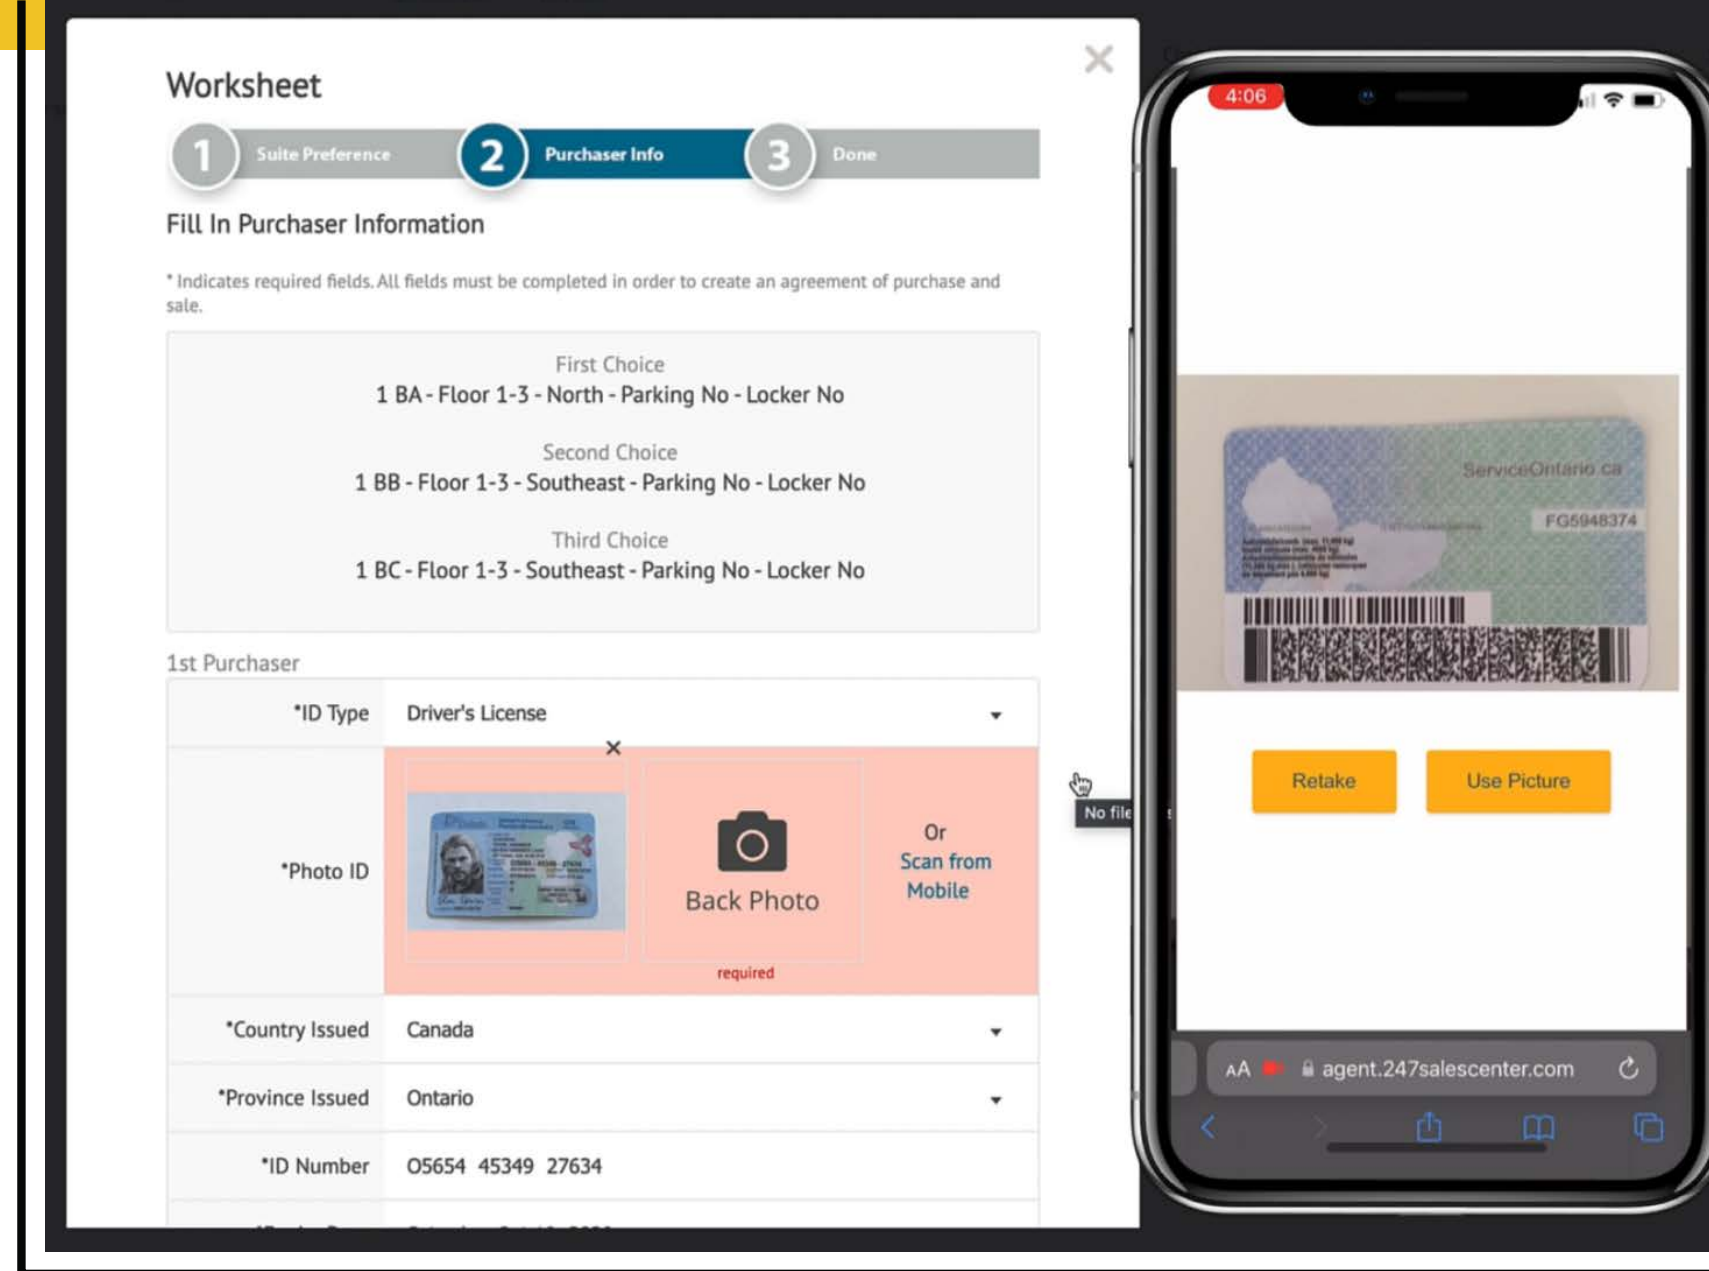 Worksheet
1 Suite Preference
2 Purchaser Info
3 Done
Fill In Purchaser Information
* Indicates required fields. All fields must be completed in order to create an agreement of purchase and
sale.
First Choice
1 BA - Floor 1-3 - North - Parking No - Locker No
Second Choice
1 BB - Floor 1-3 - Southeast - Parking No - Locker No
Third Choice
1 BC - Floor 1-3 - Southeast - Parking No - Locker No
1st Purchaser
*ID Type Driver's License
*Photo ID
Back Photo
required
Or
Scan from
Mobile
*Country Issued Canada
*Province Issued Ontario
*ID Number O5654 45349 27634
No file
4:06
ServiceOntario.ca
FG5948374
Retake
Use Picture
AA agent.247salescenter.com